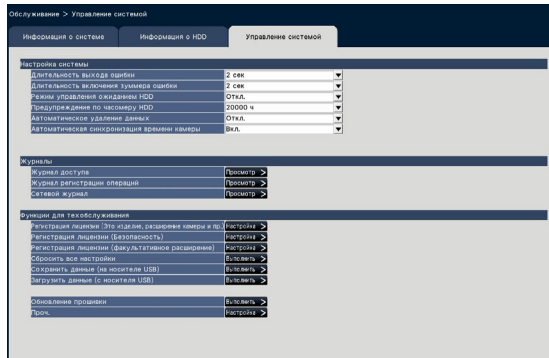 Обслуживание > Управление системой
Информация о системе Информация о HDD Управление системой
Настройка системы
Длительность выхода ошибки 2 сек
Длительность включения зуммера ошибки 2 сек
Режим управления ожиданием HDD Откл.
Предупреждение по часомеру HDD 20000 ч
Автоматическое удаление данных Откл.
Автоматическая синхронизация времени камеры Вкл.
Журналы
Журнал доступа Просмотр >
Журнал регистрации операций Просмотр >
Сетевой журнал Просмотр >
Функции для техобслуживания
Регистрация лицензии (Это изделие, расширение камеры и пр.) Настройка >
Регистрация лицензии (Безопасность) Настройка >
Регистрация лицензии (факультативное расширение) Настройка >
Сбросить все настройки Выполнить >
Сохранить данные (на носителе USB) Выполнить >
Загрузить данные (с носителя USB) Выполнить >
Обновление прошивки Выполнить >
Проч. Настройка >